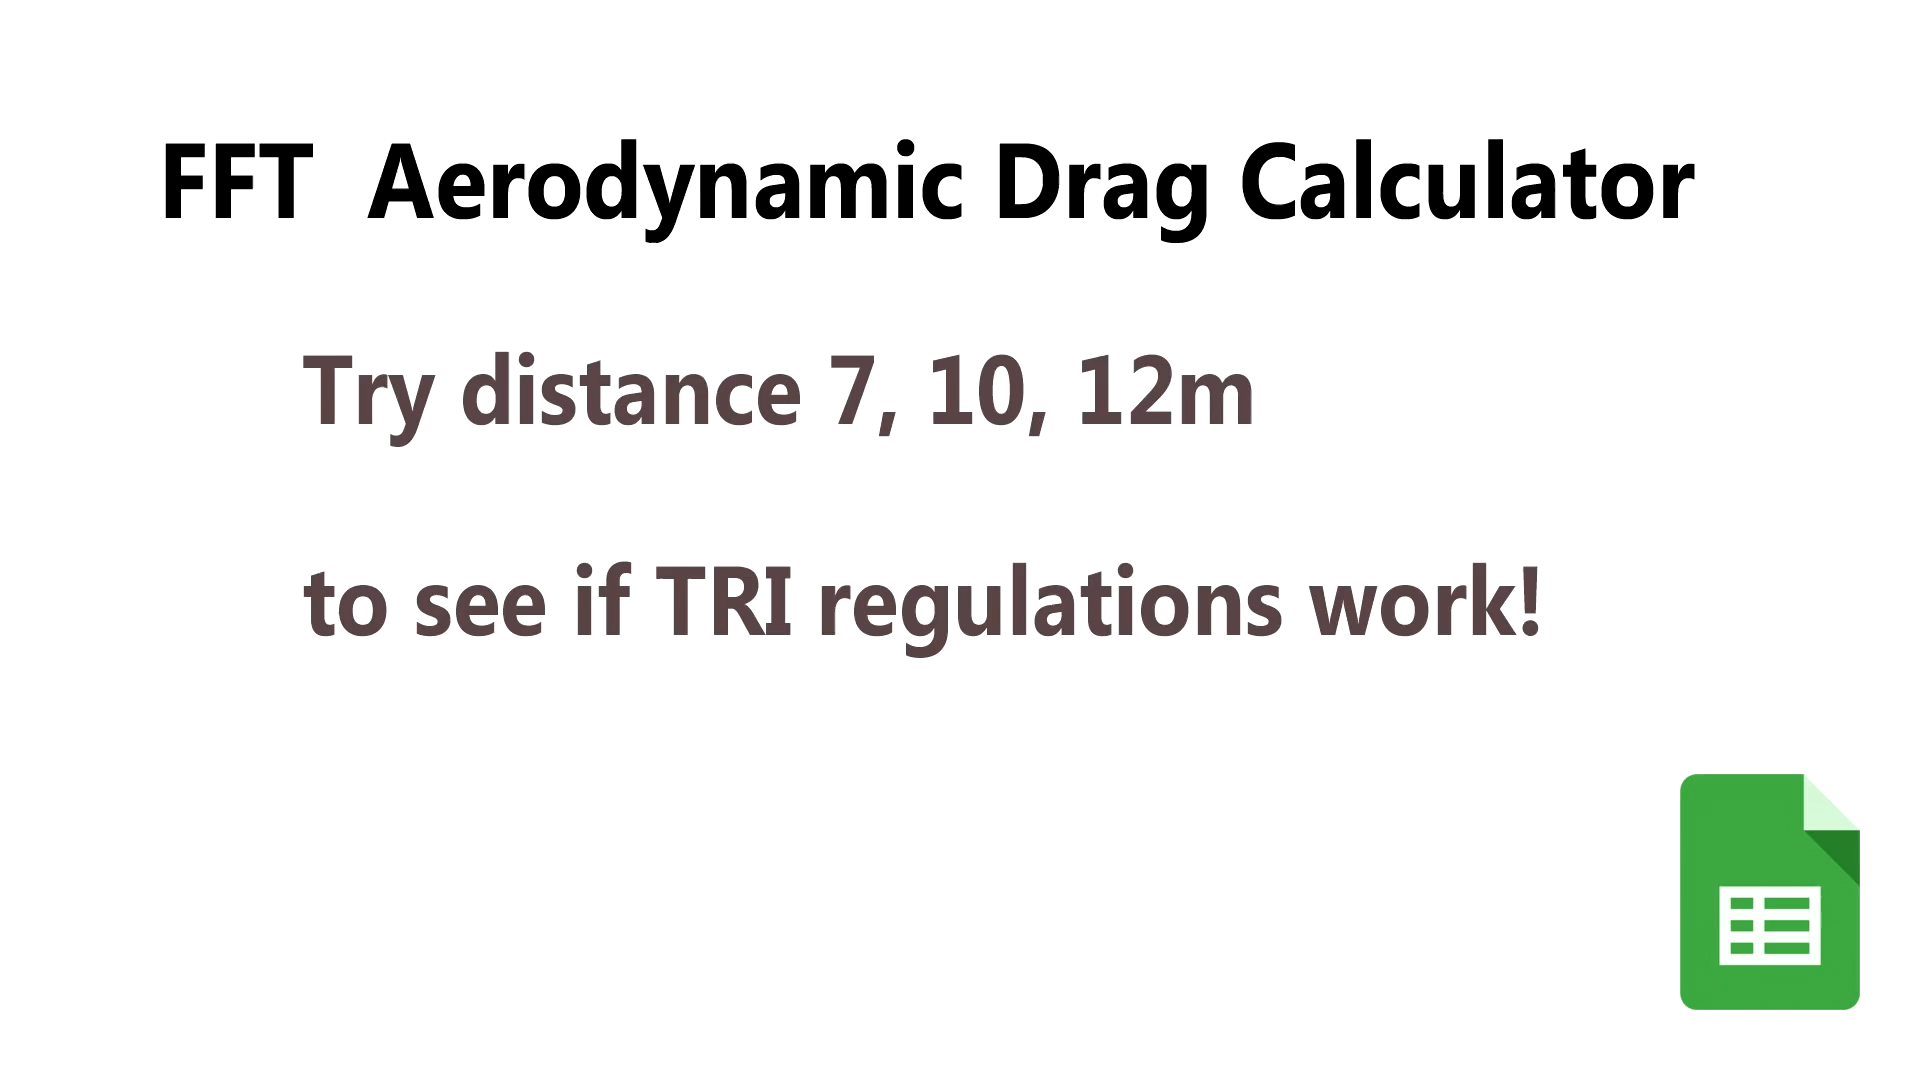 FFT Aerodynamic Drag Calculator
Try distance 7, 10, 12m
to see if TRI regulations work!